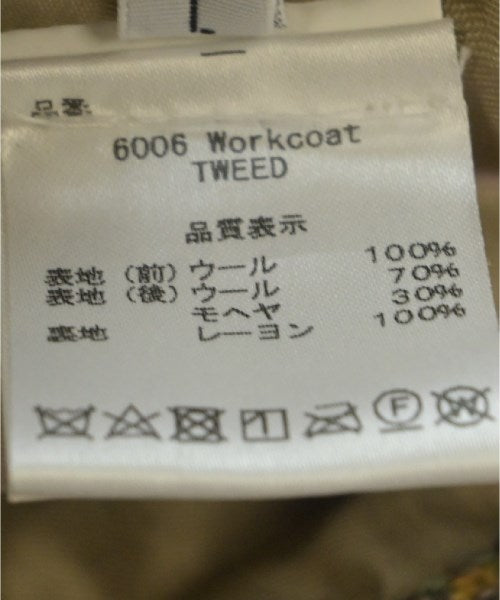 品番
6006 Workcoat
TWEED
品質表示
表地 (前) ウール 100%
表地 (後) ウール 70%
モヘヤ 30%
裏地 レーヨン 100%
F W